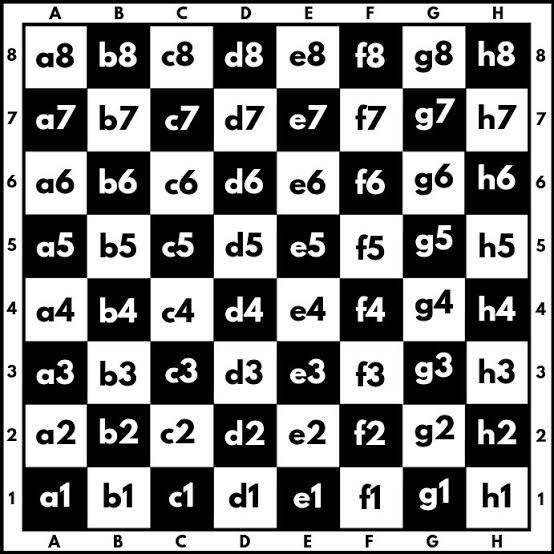 A B C D E F G H
8 a8 b8 c8 d8 e8 f8 g8 h8 8
7 a7 b7 c7 d7 e7 f7 g7 h7 7
6 a6 b6 c6 d6 e6 f6 g6 h6 6
5 a5 b5 c5 d5 e5 f5 g5 h5 5
4 a4 b4 c4 d4 e4 f4 g4 h4 4
3 a3 b3 c3 d3 e3 f3 g3 h3 3
2 a2 b2 c2 d2 e2 f2 g2 h2 2
1 a1 b1 c1 d1 e1 f1 g1 h1 1
A B C D E F G H